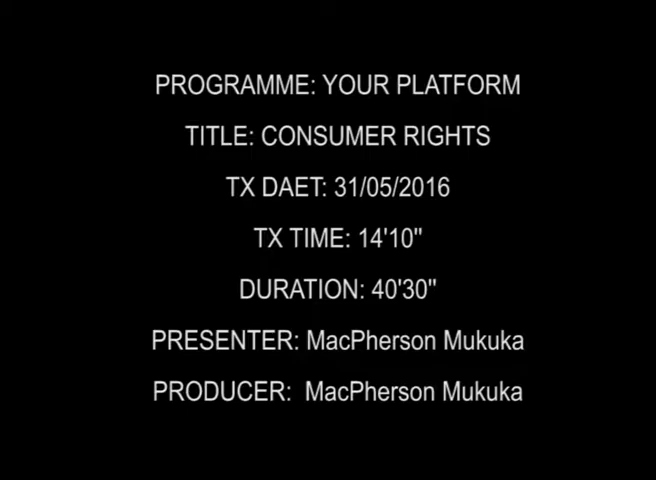 PROGRAMME: YOUR PLATFORM
TITLE: CONSUMER RIGHTS
TX DAET: 31/05/2016
TX TIME: 14'10"
DURATION: 40'30"
PRESENTER: MacPherson Mukuka
PRODUCER:  MacPherson Mukuka